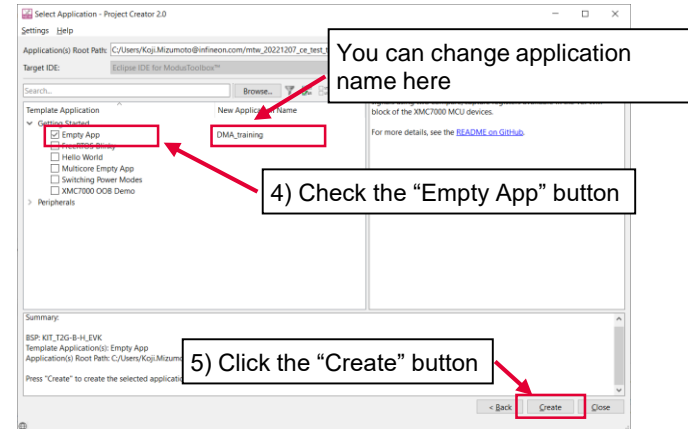 Select Application - Project Creator 2.0
Settings Help
Application(s) Root Path: C:/Users/Koji.Mizumoto@infineon.com/mtw_20221207_ce_test_t
Target IDE: Eclipse IDE for ModusToolbox™
You can change application
name here
Search... Browse...
Template Application New Application Name
block of the XMC7000 MCU devices.
Getting Started
Empty App DMA_training
For more details, see the README on GitHub.
FreeRTOS Blinky
Hello World
Multicore Empty App
Switching Power Modes
XMC7000 OOB Demo
Peripherals
4) Check the “Empty App” button
Summary:
BSP: KIT_T2G-B-H_EVK
Template Application(s): Empty App
Application(s) Root Path: C:/Users/Koji.Mizumo
5) Click the “Create” button
Press "Create" to create the selected applicatio
< Back Create Close